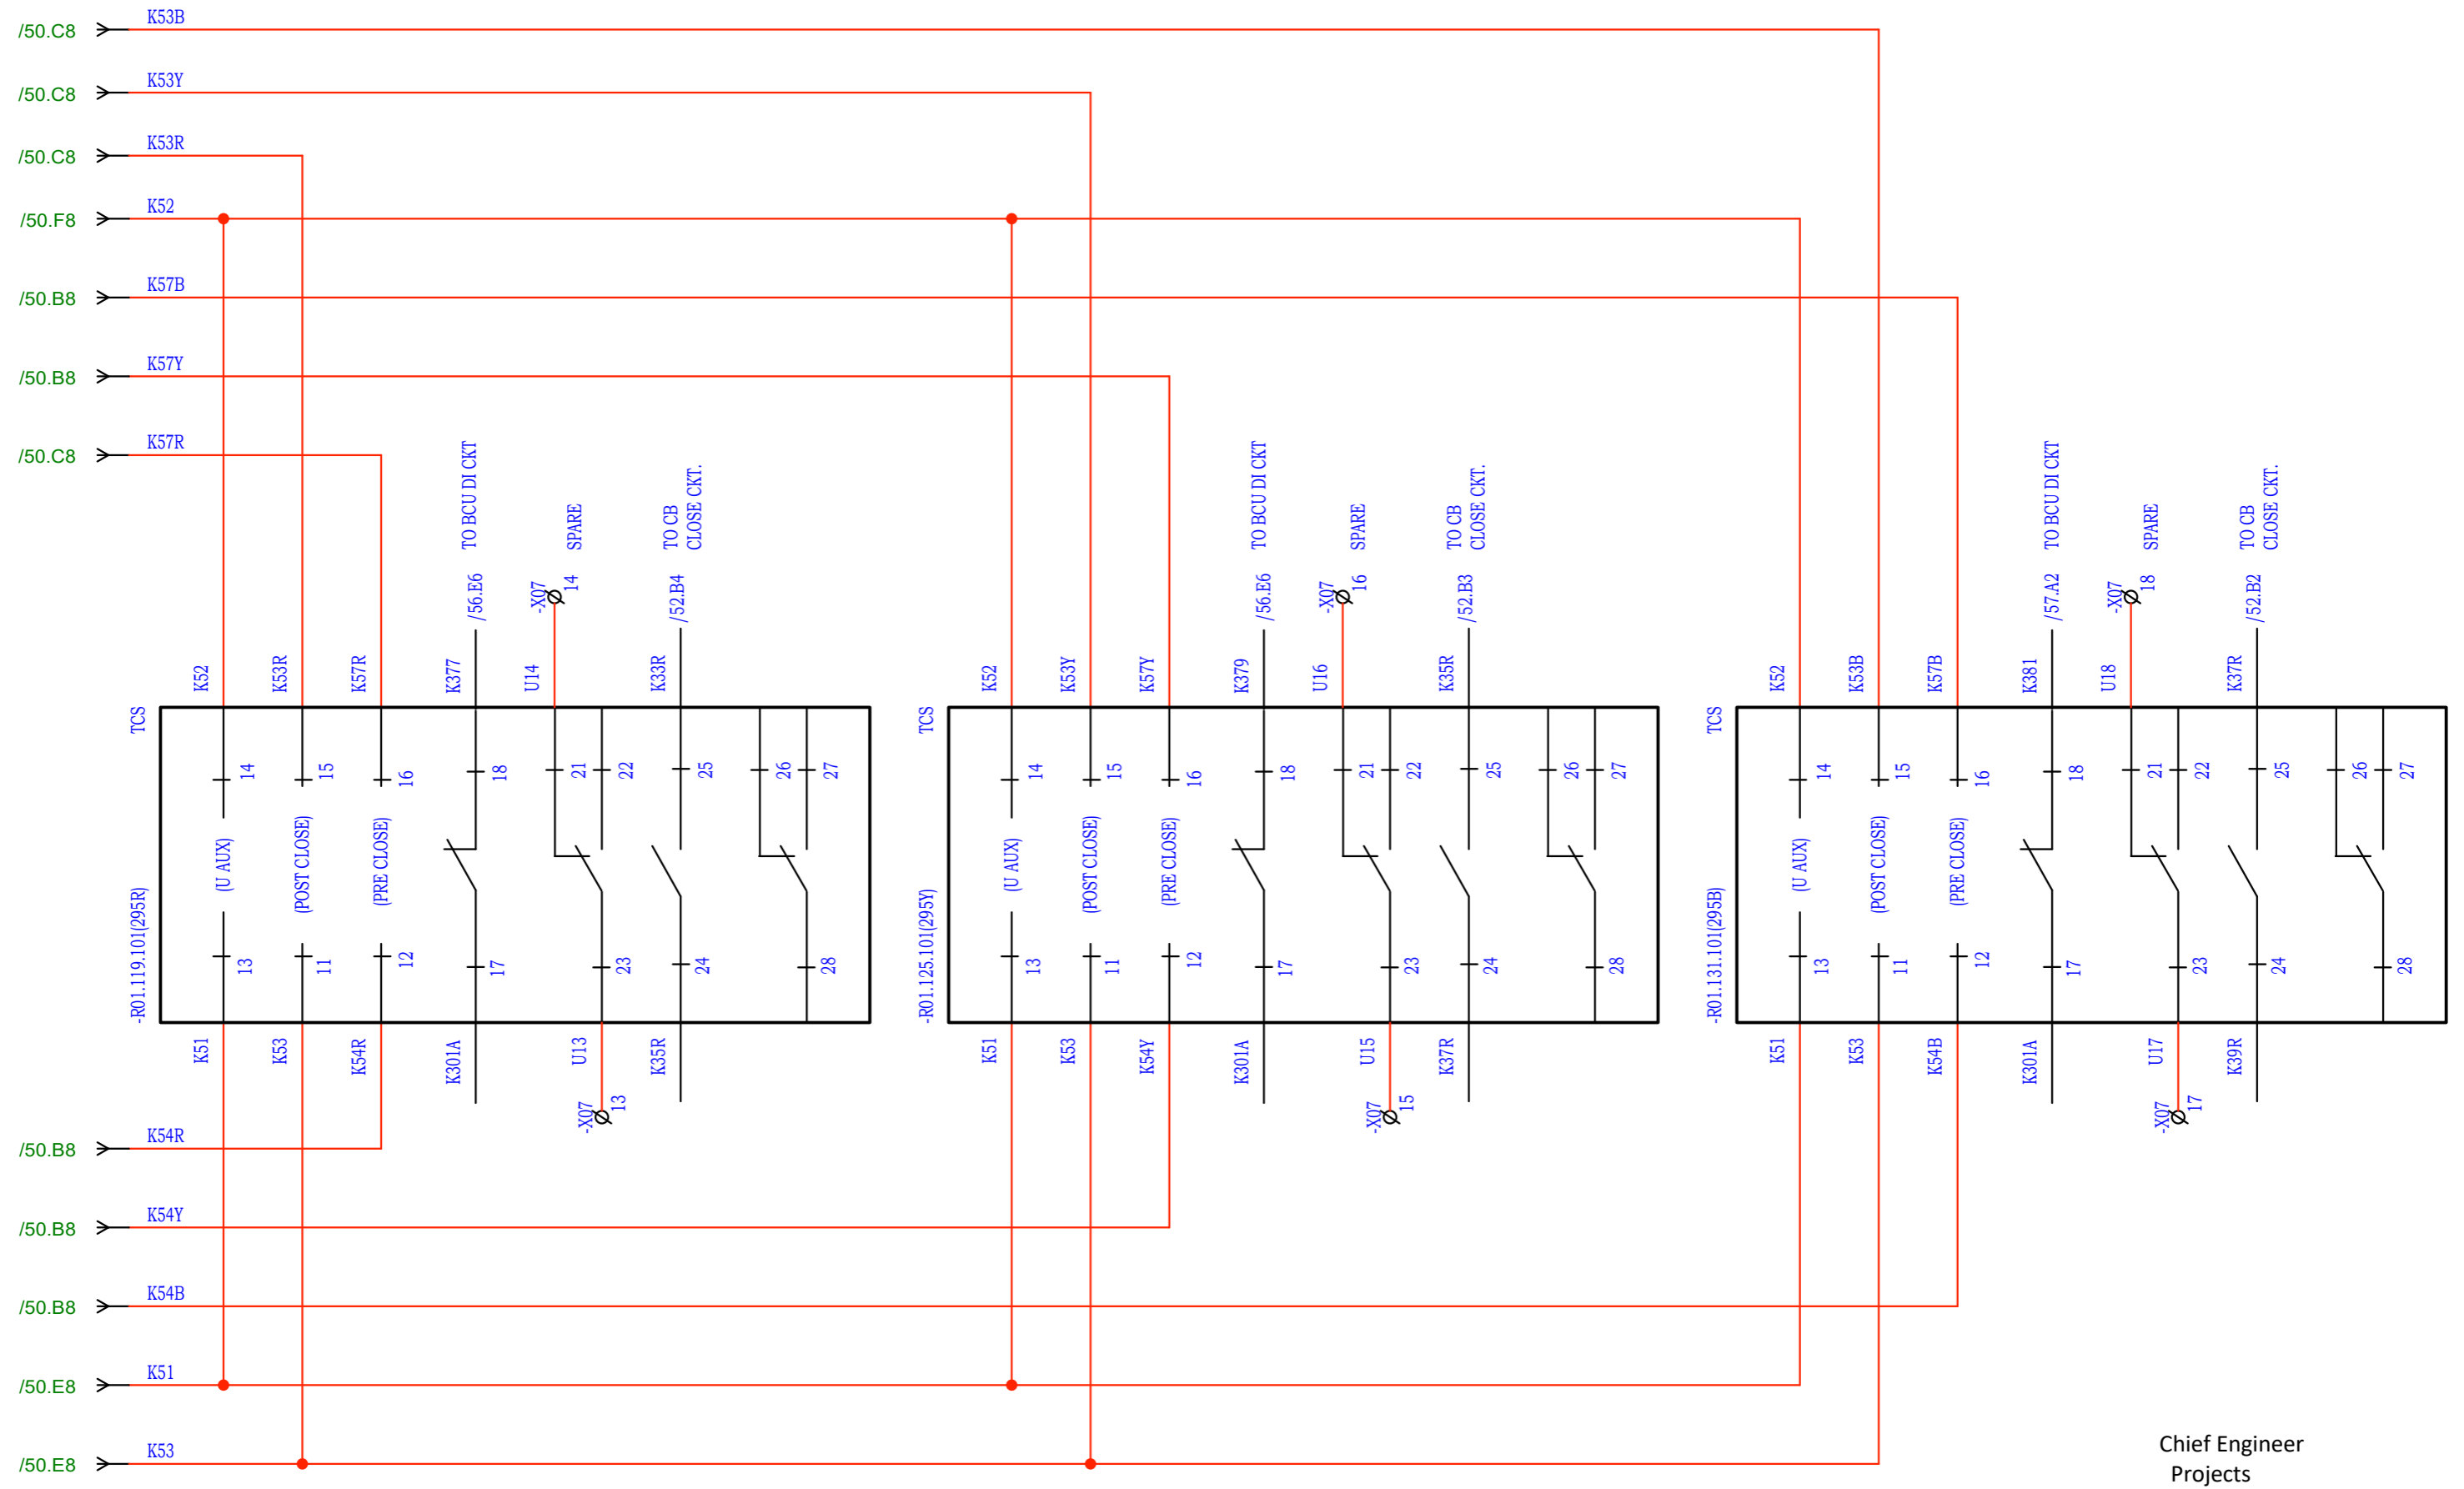 /50.C8 K53B
/50.C8 K53Y
/50.C8 K53R
/50.F8 K52
/50.B8 K57B
/50.B8 K57Y
/50.C8 K57R
TO BCU DI CKT
SPARE
TO CB
CLOSE CKT.
/56.E6
-X07
14
/52.B4
K52
K53R
K57R
K377
U14
K33R
TCS
-R01.119.101(295R)
14
15
16
18
21
22
25
26
27
(U AUX)
(POST CLOSE)
(PRE CLOSE)
13
11
12
17
23
24
28
K51
K53
K54R
K301A
U13
K35R
-X07
13
TO BCU DI CKT
SPARE
TO CB
CLOSE CKT.
/56.E6
-X07
16
/52.B3
K52
K53Y
K57Y
K379
U16
K35R
TCS
-R01.125.101(295Y)
14
15
16
18
21
22
25
26
27
(U AUX)
(POST CLOSE)
(PRE CLOSE)
13
11
12
17
23
24
28
K51
K53
K54Y
K301A
U15
K37R
-X07
15
TO BCU DI CKT
SPARE
TO CB
CLOSE CKT.
/57.A2
-X07
18
/52.B2
K52
K53B
K57B
K381
U18
K37R
TCS
-R01.131.101(295B)
14
15
16
18
21
22
25
26
27
(U AUX)
(POST CLOSE)
(PRE CLOSE)
13
11
12
17
23
24
28
K51
K53
K54B
K301A
U17
K39R
-X07
17
/50.B8 K54R
/50.B8 K54Y
/50.B8 K54B
/50.E8 K51
/50.E8 K53
Chief Engineer
Projects